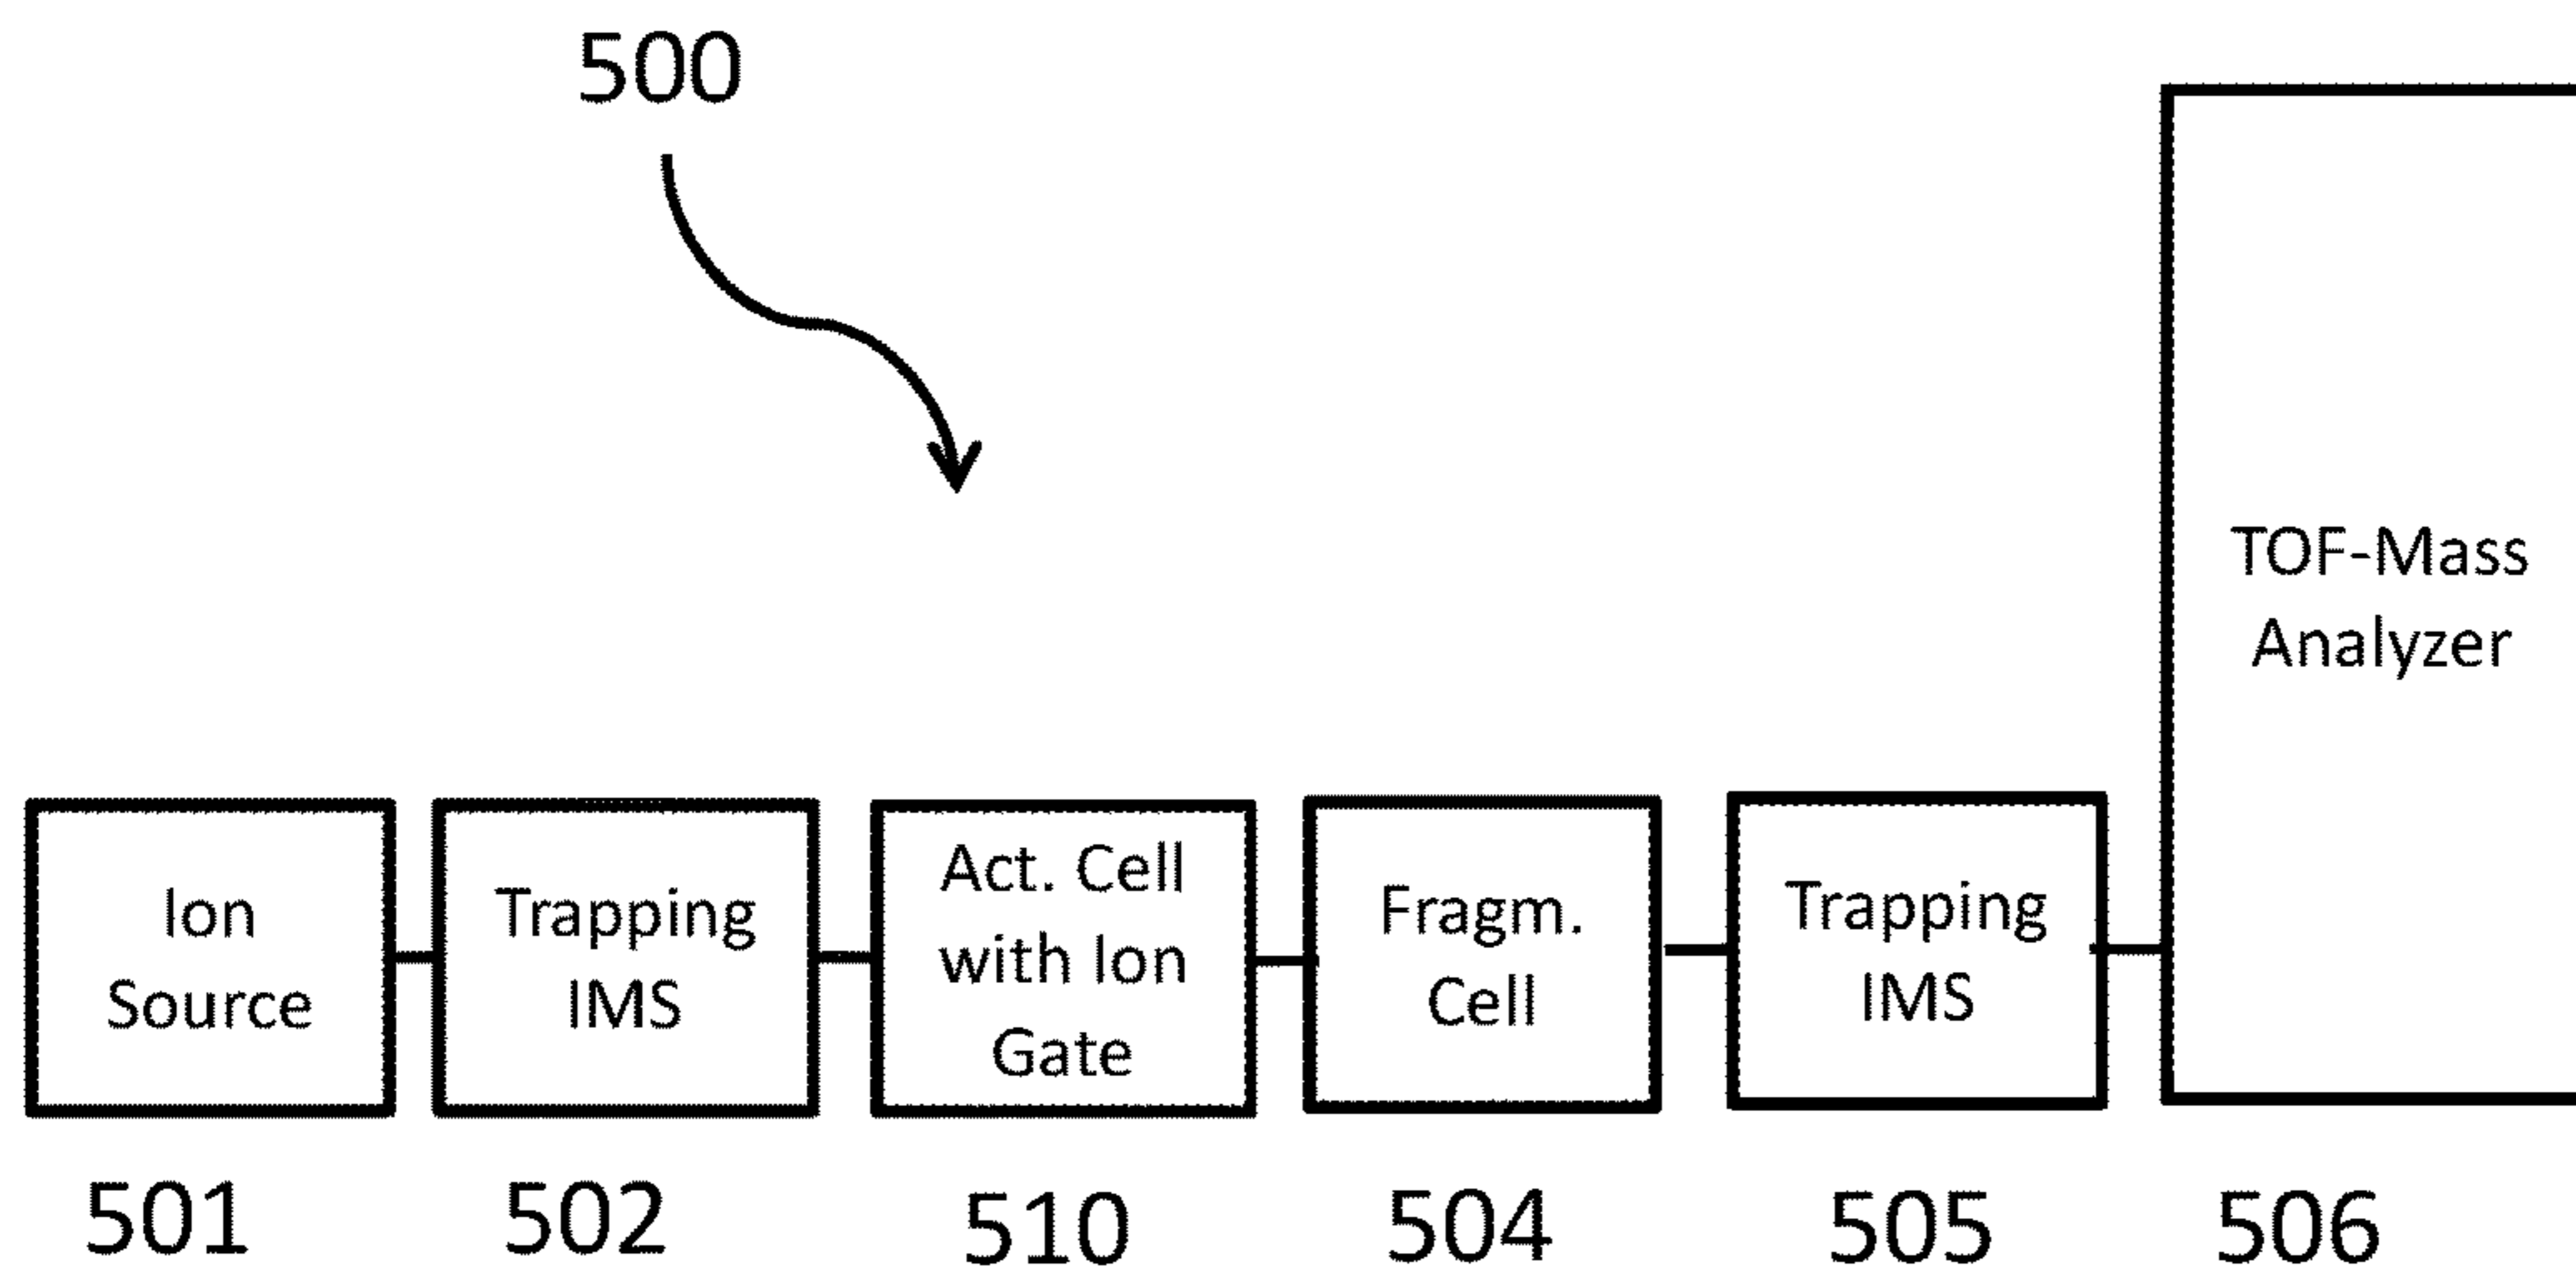 500
Ion
Source
Trapping
IMS
Act. Cell
with Ion
Gate
Fragm.
Cell
Trapping
IMS
TOF-Mass
Analyzer
501
502
510
504
505
506